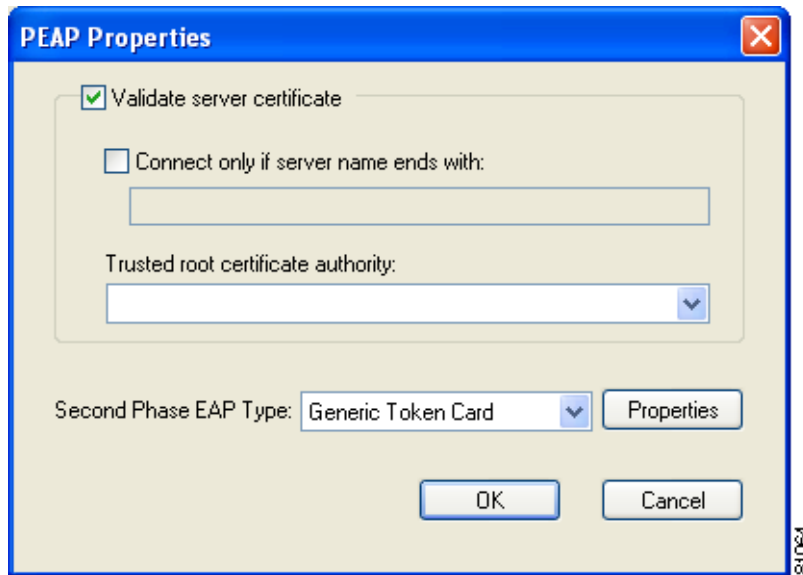 PEAP Properties
Validate server certificate
Connect only if server name ends with:
Trusted root certificate authority:
Second Phase EAP Type: Generic Token Card Properties
OK Cancel